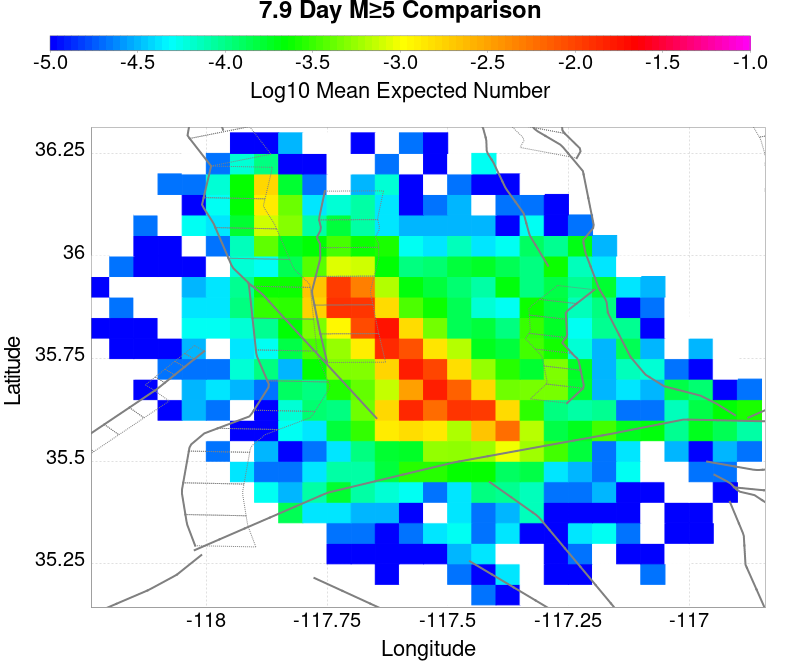 7.9 Day M≥5 Comparison
-5.0 -4.5 -4.0 -3.5 -3.0 -2.5 -2.0 -1.5 -1.0
Log10 Mean Expected Number
36.25
36
35.75
35.5
35.25
Latitude
-118 -117.75 -117.5 -117.25 -117
Longitude